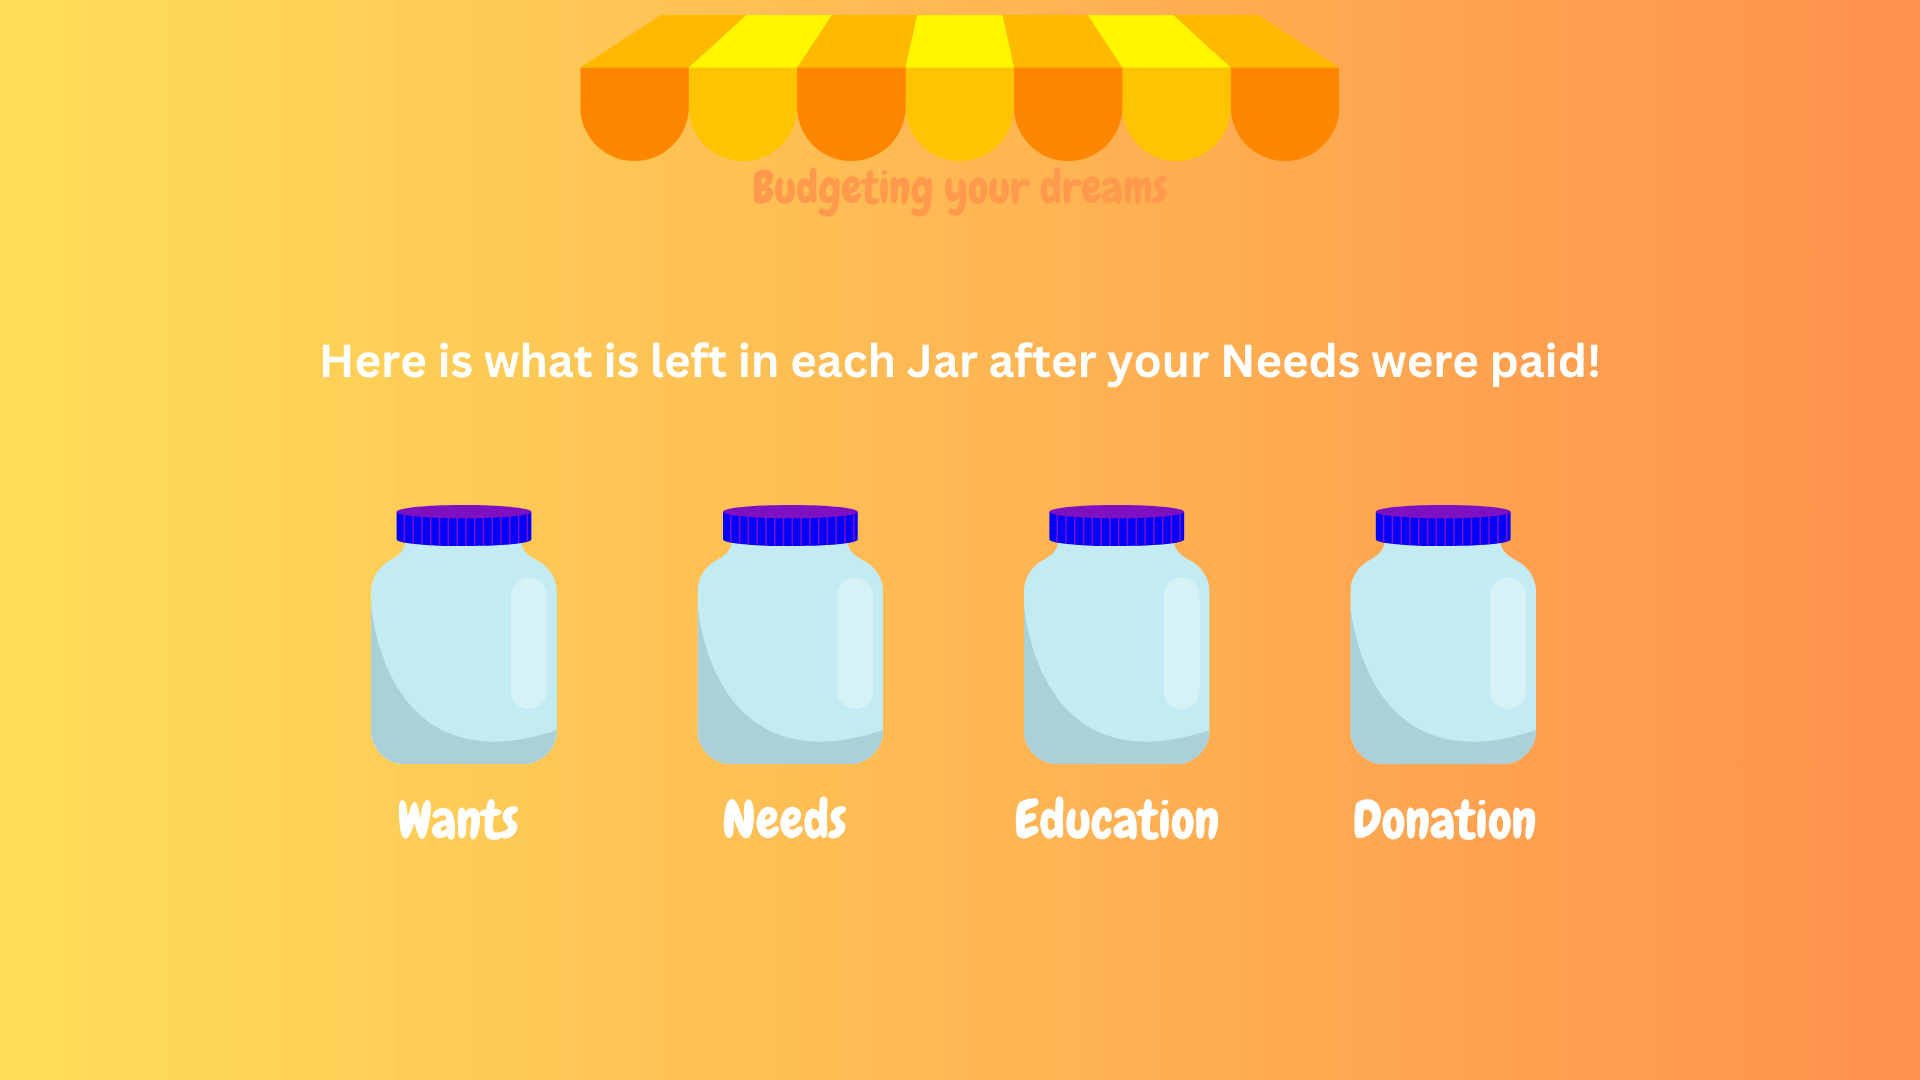 Budgeting your dreams
Here is what is left in each Jar after your Needs were paid!
Wants
Needs
Education
Donation